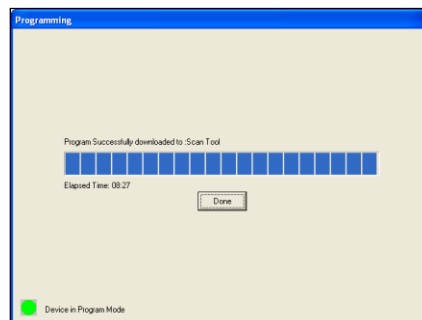 Programming
Program Successfully downloaded to :Scan Tool
Elapsed Time: 08:27
Done
Device in Program Mode